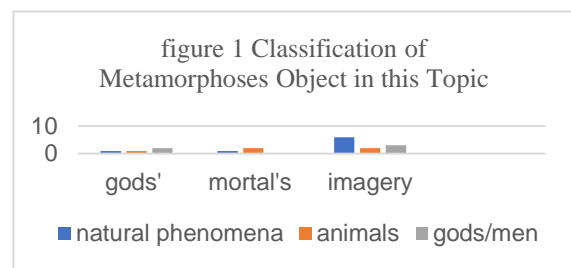 figure 1 Classification of
Metamorphoses Object in this Topic
10
0
gods' mortal's imagery
natural phenomena animals gods/men